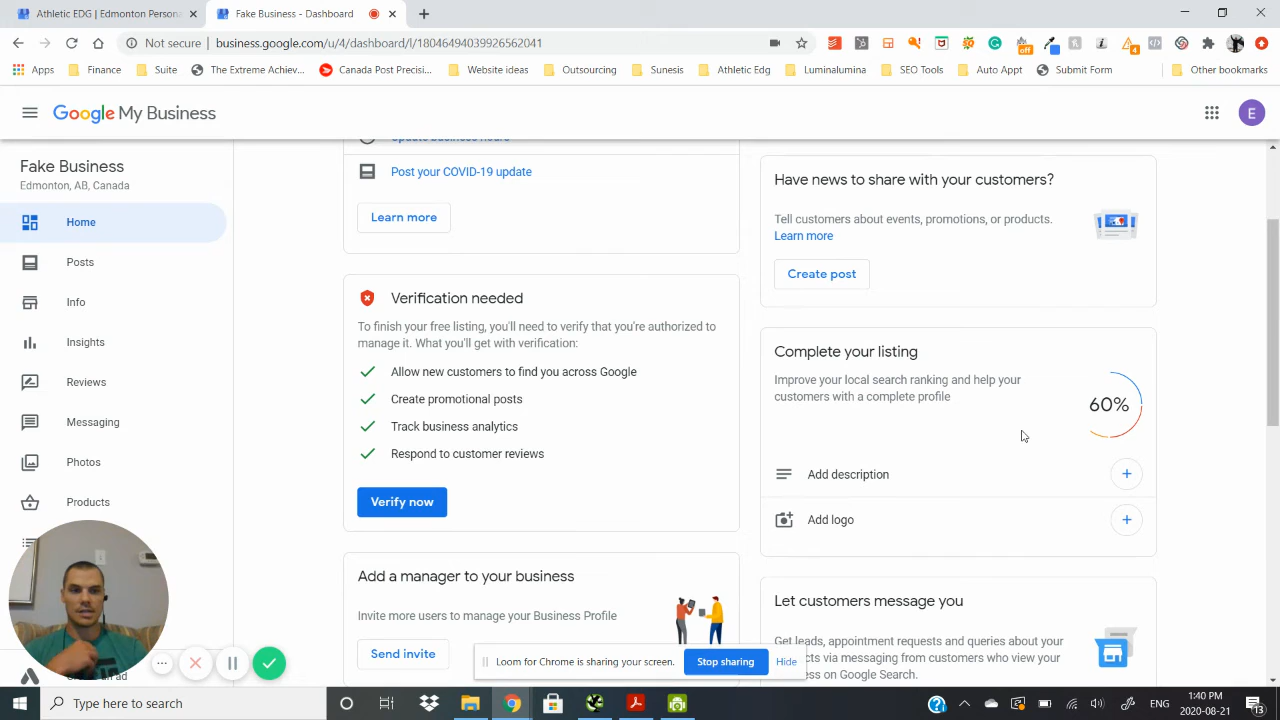 Athletic EDG | Edmonton Persona
Fake Business - Dashboard
Not secure | business.google.com/u/4/dashboard/l/18046494039926562041
Apps
Finance
Suite
The Extreme Achiev...
Canada Post Precisi...
Website ideas
Outsourcing
Sunesis
Athletic Edg
Luminalumina
SEO Tools
Auto Appt
Submit Form
Other bookmarks
Google My Business
E
Fake Business
Edmonton, AB, Canada
Home
Posts
Info
Insights
Reviews
Messaging
Photos
Products
Update business hours
Post your COVID-19 update
Learn more
Verification needed
To finish your free listing, you'll need to verify that you're authorized to
manage it. What you'll get with verification:
Allow new customers to find you across Google
Create promotional posts
Track business analytics
Respond to customer reviews
Verify now
Add a manager to your business
Invite more users to manage your Business Profile
Send invite
Have news to share with your customers?
Tell customers about events, promotions, or products.
Learn more
Create post
Complete your listing
Improve your local search ranking and help your
customers with a complete profile
60%
Add description
Add logo
Let customers message you
Get leads, appointment requests and queries about your
cts via messaging from customers who view your
ess on Google Search.
Loom for Chrome is sharing your screen.
Stop sharing
Hide
Type here to search
1:40 PM
2020-08-21
13